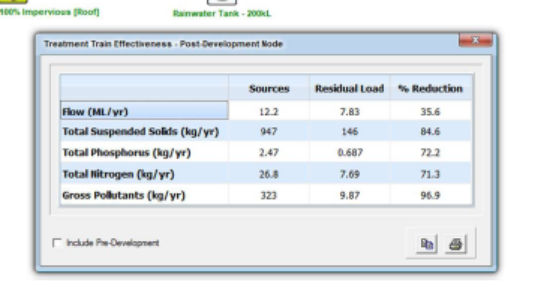 100% Impervious [Roof]
Rainwater Tank - 200kL
Treatment Train Effectiveness - Post-Development Node
Sources Residual Load % Reduction
Flow (ML/yr) 12.2 7.83 35.6
Total Suspended Solids (kg/yr) 947 146 84.6
Total Phosphorus (kg/yr) 2.47 0.687 72.2
Total Nitrogen (kg/yr) 26.8 7.69 71.3
Gross Pollutants (kg/yr) 323 9.87 96.9
Include Pre-Development